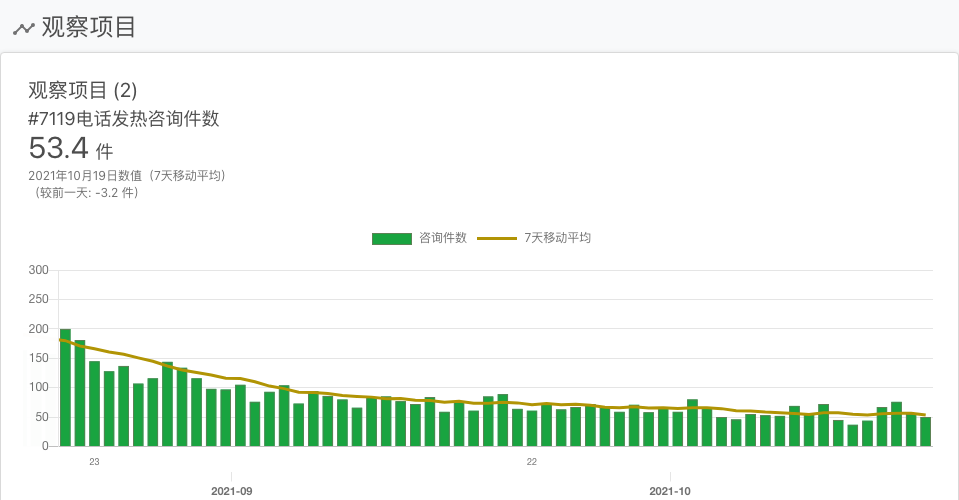 观察项目
观察项目 (2)
#7119电话发热咨询件数
53.4 件
2021年10月19日数值（7天移动平均）
（较前一天: -3.2 件）
咨询件数 7天移动平均
300
250
200
150
100
50
0
23 22
2021-09 2021-10